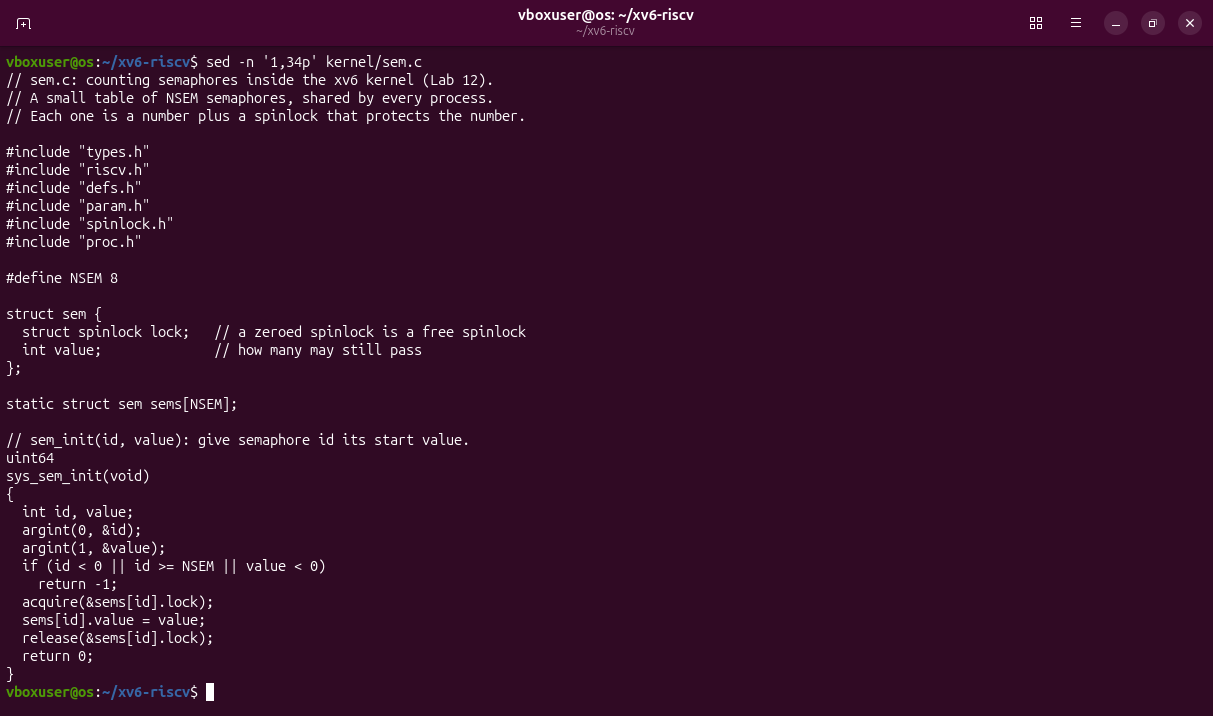 vboxuser@os: ~/xv6-riscv
~/xv6-riscv
vboxuser@os:~/xv6-riscv$ sed -n '1,34p' kernel/sem.c
// sem.c: counting semaphores inside the xv6 kernel (Lab 12).
// A small table of NSEM semaphores, shared by every process.
// Each one is a number plus a spinlock that protects the number.

#include "types.h"
#include "riscv.h"
#include "defs.h"
#include "param.h"
#include "spinlock.h"
#include "proc.h"

#define NSEM 8

struct sem {
  struct spinlock lock;   // a zeroed spinlock is a free spinlock
  int value;              // how many may still pass
};

static struct sem sems[NSEM];

// sem_init(id, value): give semaphore id its start value.
uint64
sys_sem_init(void)
{
  int id, value;
  argint(0, &id);
  argint(1, &value);
  if (id < 0 || id >= NSEM || value < 0)
    return -1;
  acquire(&sems[id].lock);
  sems[id].value = value;
  release(&sems[id].lock);
  return 0;
}
vboxuser@os:~/xv6-riscv$